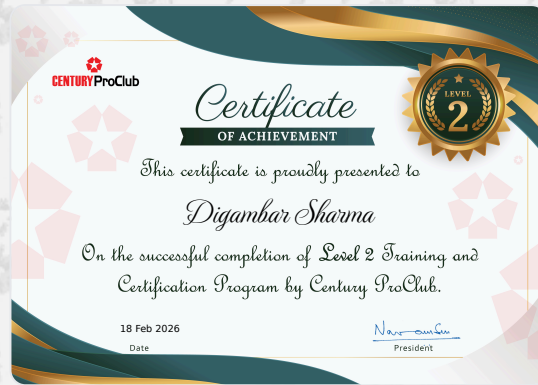 CENTURY ProClub
Certificate
OF ACHIEVEMENT
LEVEL
2
This certificate is proudly presented to
Digambar Sharma
On the successful completion of Level 2 Training and
Certification Program by Century ProClub.
18 Feb 2026
Date
President